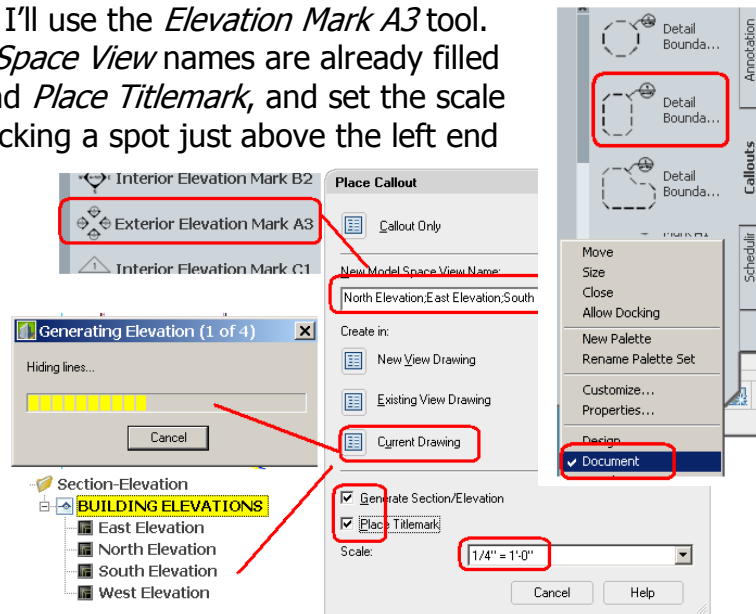 I'll use the Elevation Mark A3 tool.
Space View names are already filled
Place Titlemark, and set the scale
a spot just above the left end
Detail
Bounda...
Detail
Bounda...
Detail
Bounda...
Annotation
Callouts
Interior Elevation Mark B2
Exterior Elevation Mark A3
Interior Elevation Mark C1
Place Callout
Callout Only
New Model Space View Name:
North Elevation;East Elevation;South
Create in:
New View Drawing
Existing View Drawing
Current Drawing
Generate Section/Elevation
Place Titlemark
Scale:
1/4" = 1'-0"
Cancel
Help
Generating Elevation (1 of 4)
Hiding lines...
Cancel
Section-Elevation
BUILDING ELEVATIONS
East Elevation
North Elevation
South Elevation
West Elevation
Move
Size
Close
Allow Docking
New Palette
Rename Palette Set
Customize...
Properties...
Design
Document